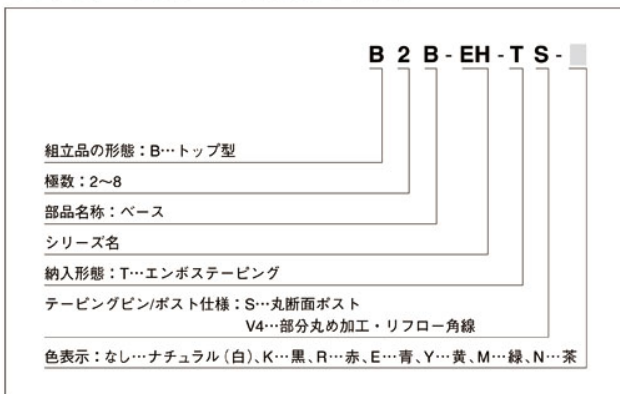 B 2 B - EH - T S -
組立品の形態：B…トップ型
極数：2〜8
部品名称：ベース
シリーズ名
納入形態：T…エンボステーピング
テーピングピン/ポスト仕様：S…丸断面ポスト
V4…部分丸め加工・リフロー角線
色表示：なし…ナチュラル（白）、K…黒、R…赤、E…青、Y…黄、M…緑、N…茶